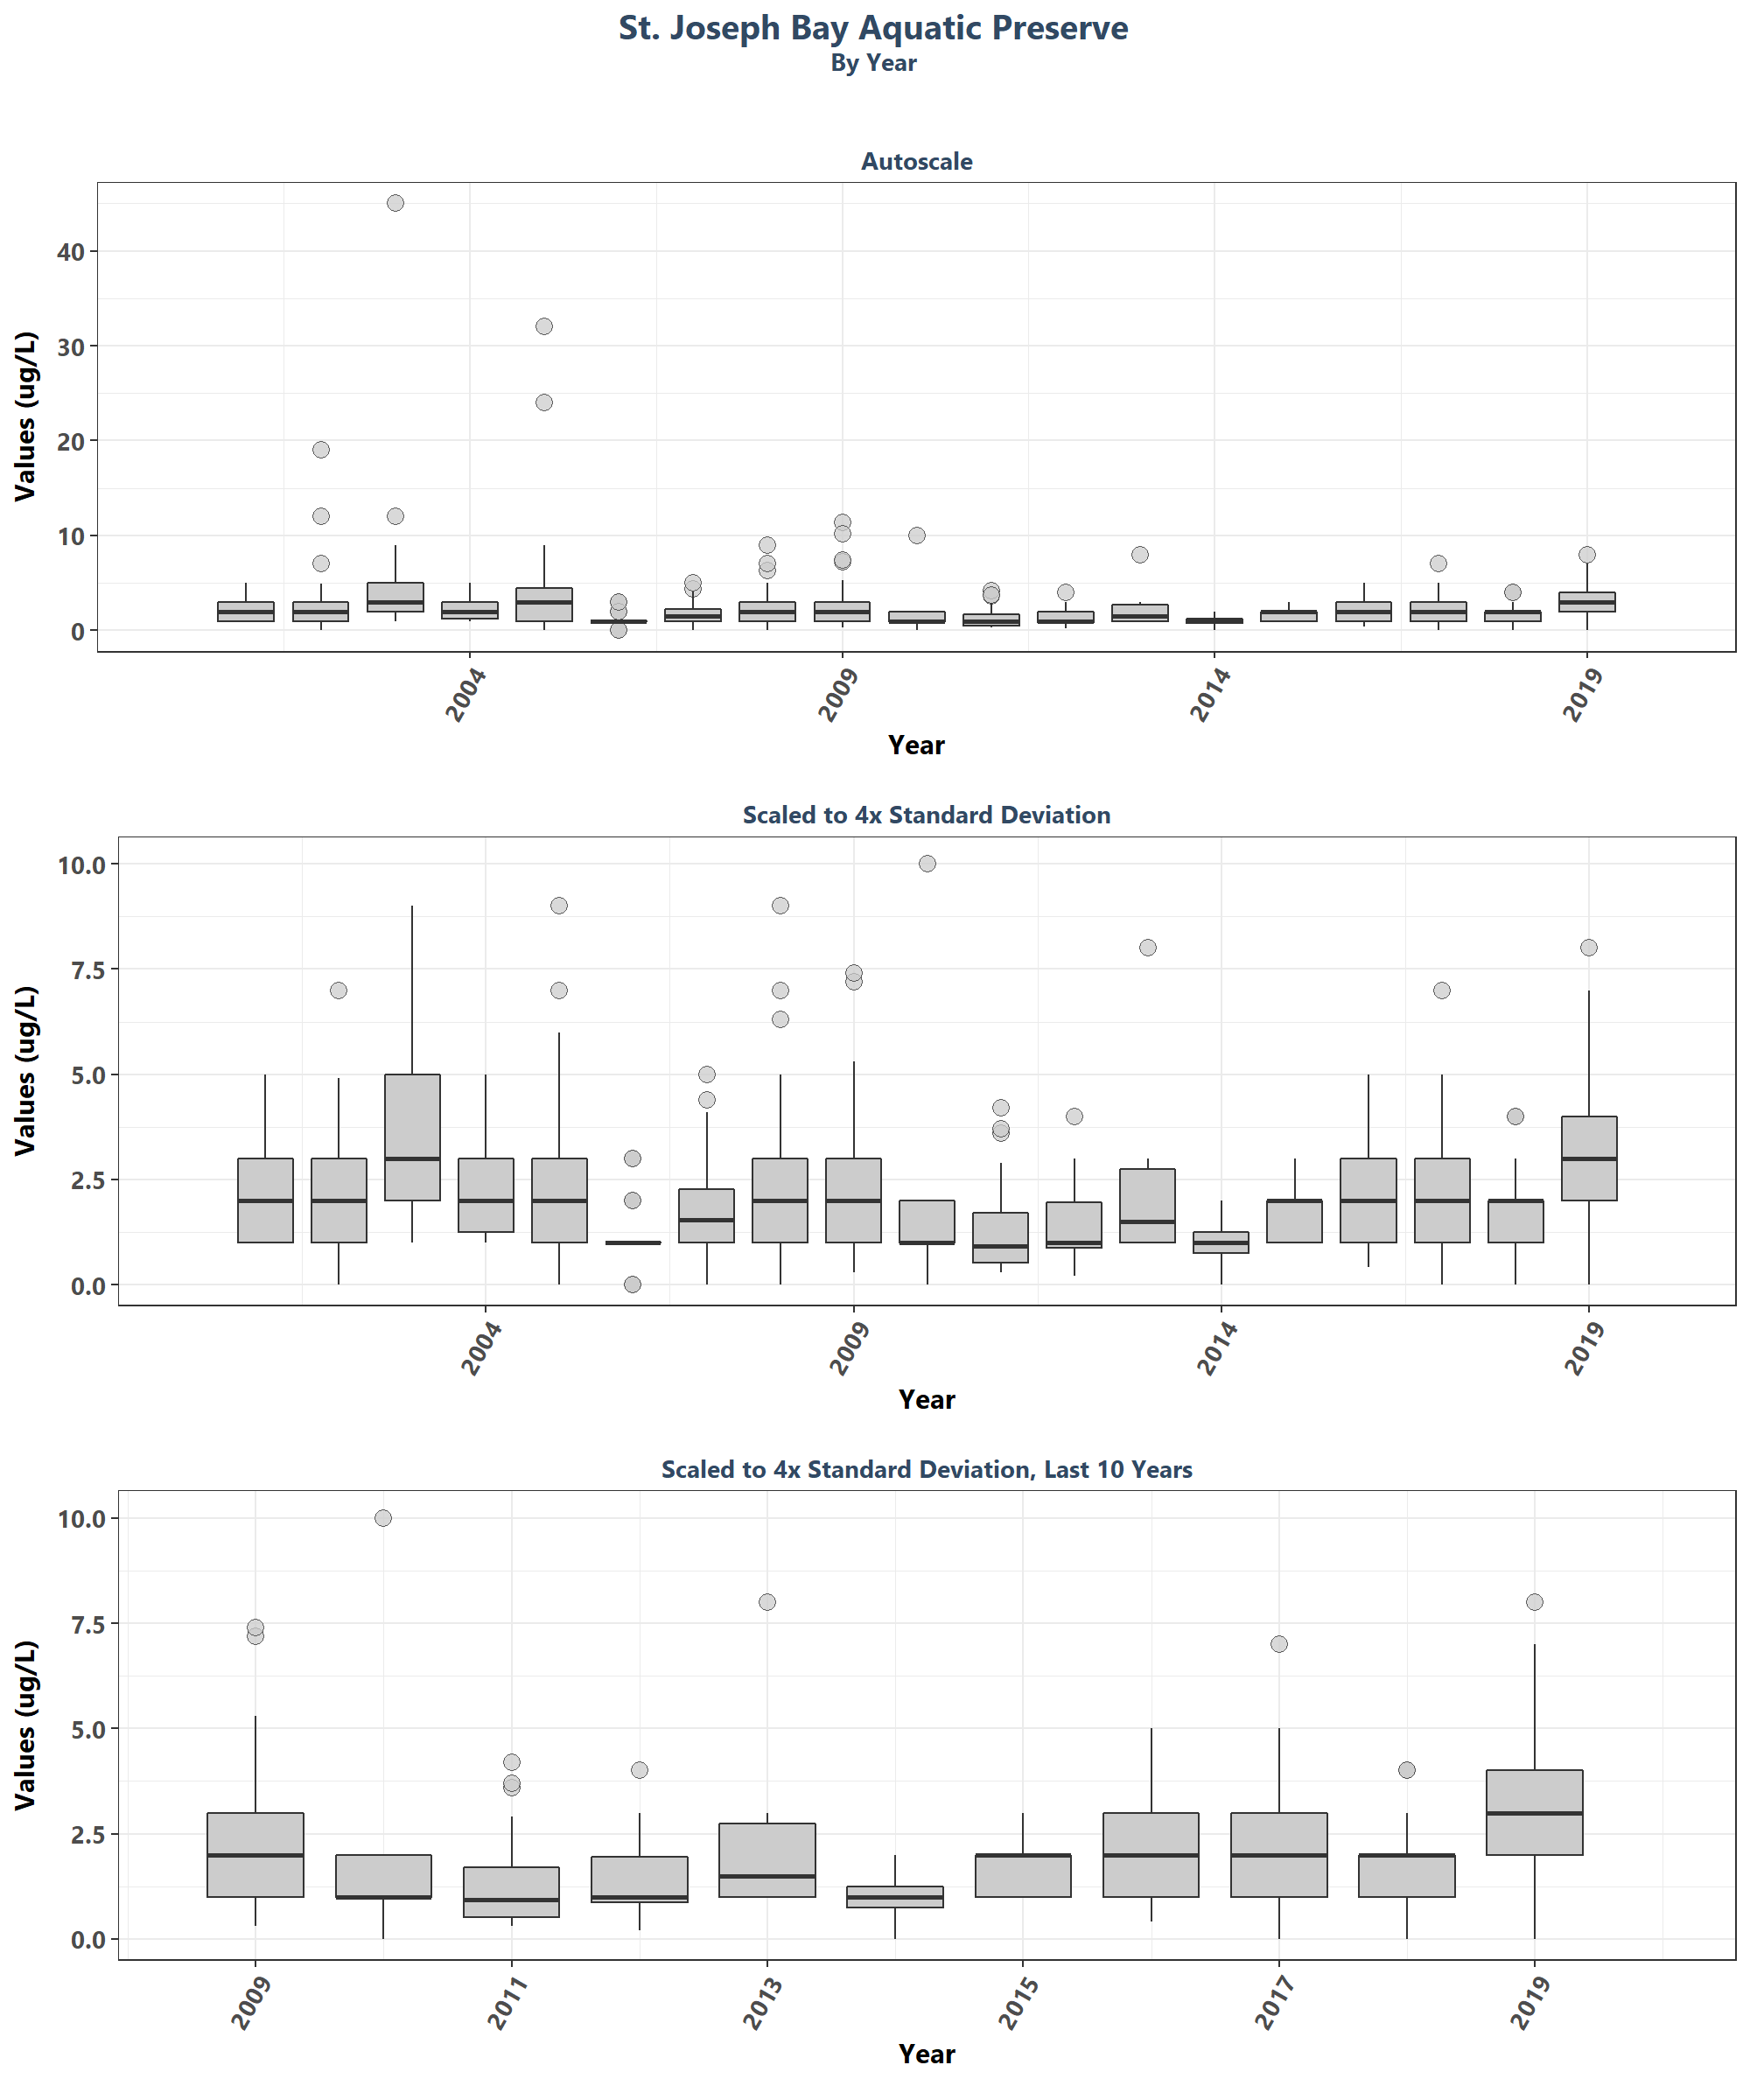 St. Joseph Bay Aquatic Preserve
By Year
Autoscale
Values (ug/L)
40
30
20
10
0
2004
2009
2014
2019
Year
Scaled to 4x Standard Deviation
Values (ug/L)
10.0
7.5
5.0
2.5
0.0
2004
2009
2014
2019
Year
Scaled to 4x Standard Deviation, Last 10 Years
Values (ug/L)
10.0
7.5
5.0
2.5
0.0
2009
2011
2013
2015
2017
2019
Year